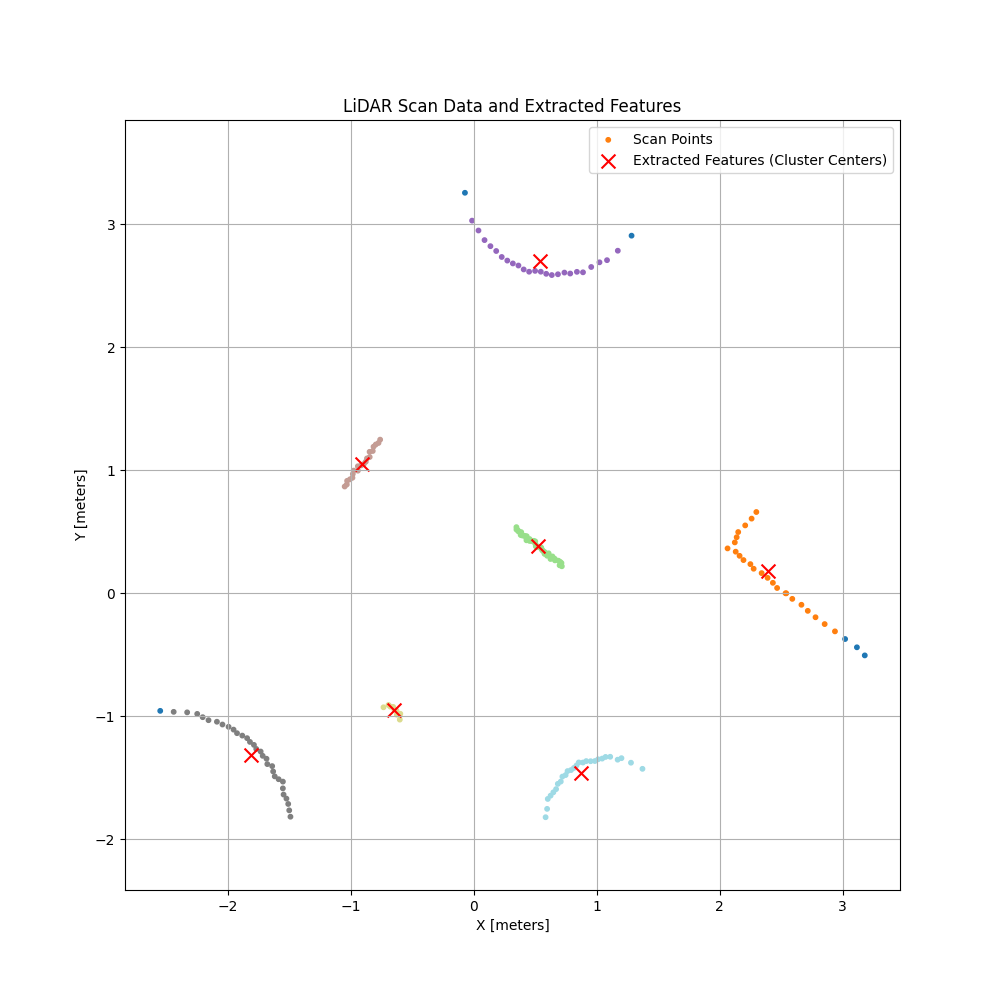 LiDAR Scan Data and Extracted Features
Scan Points
Extracted Features (Cluster Centers)
Y [meters]
3
2
1
0
−1
−2
−2
−1
0
1
2
3
X [meters]